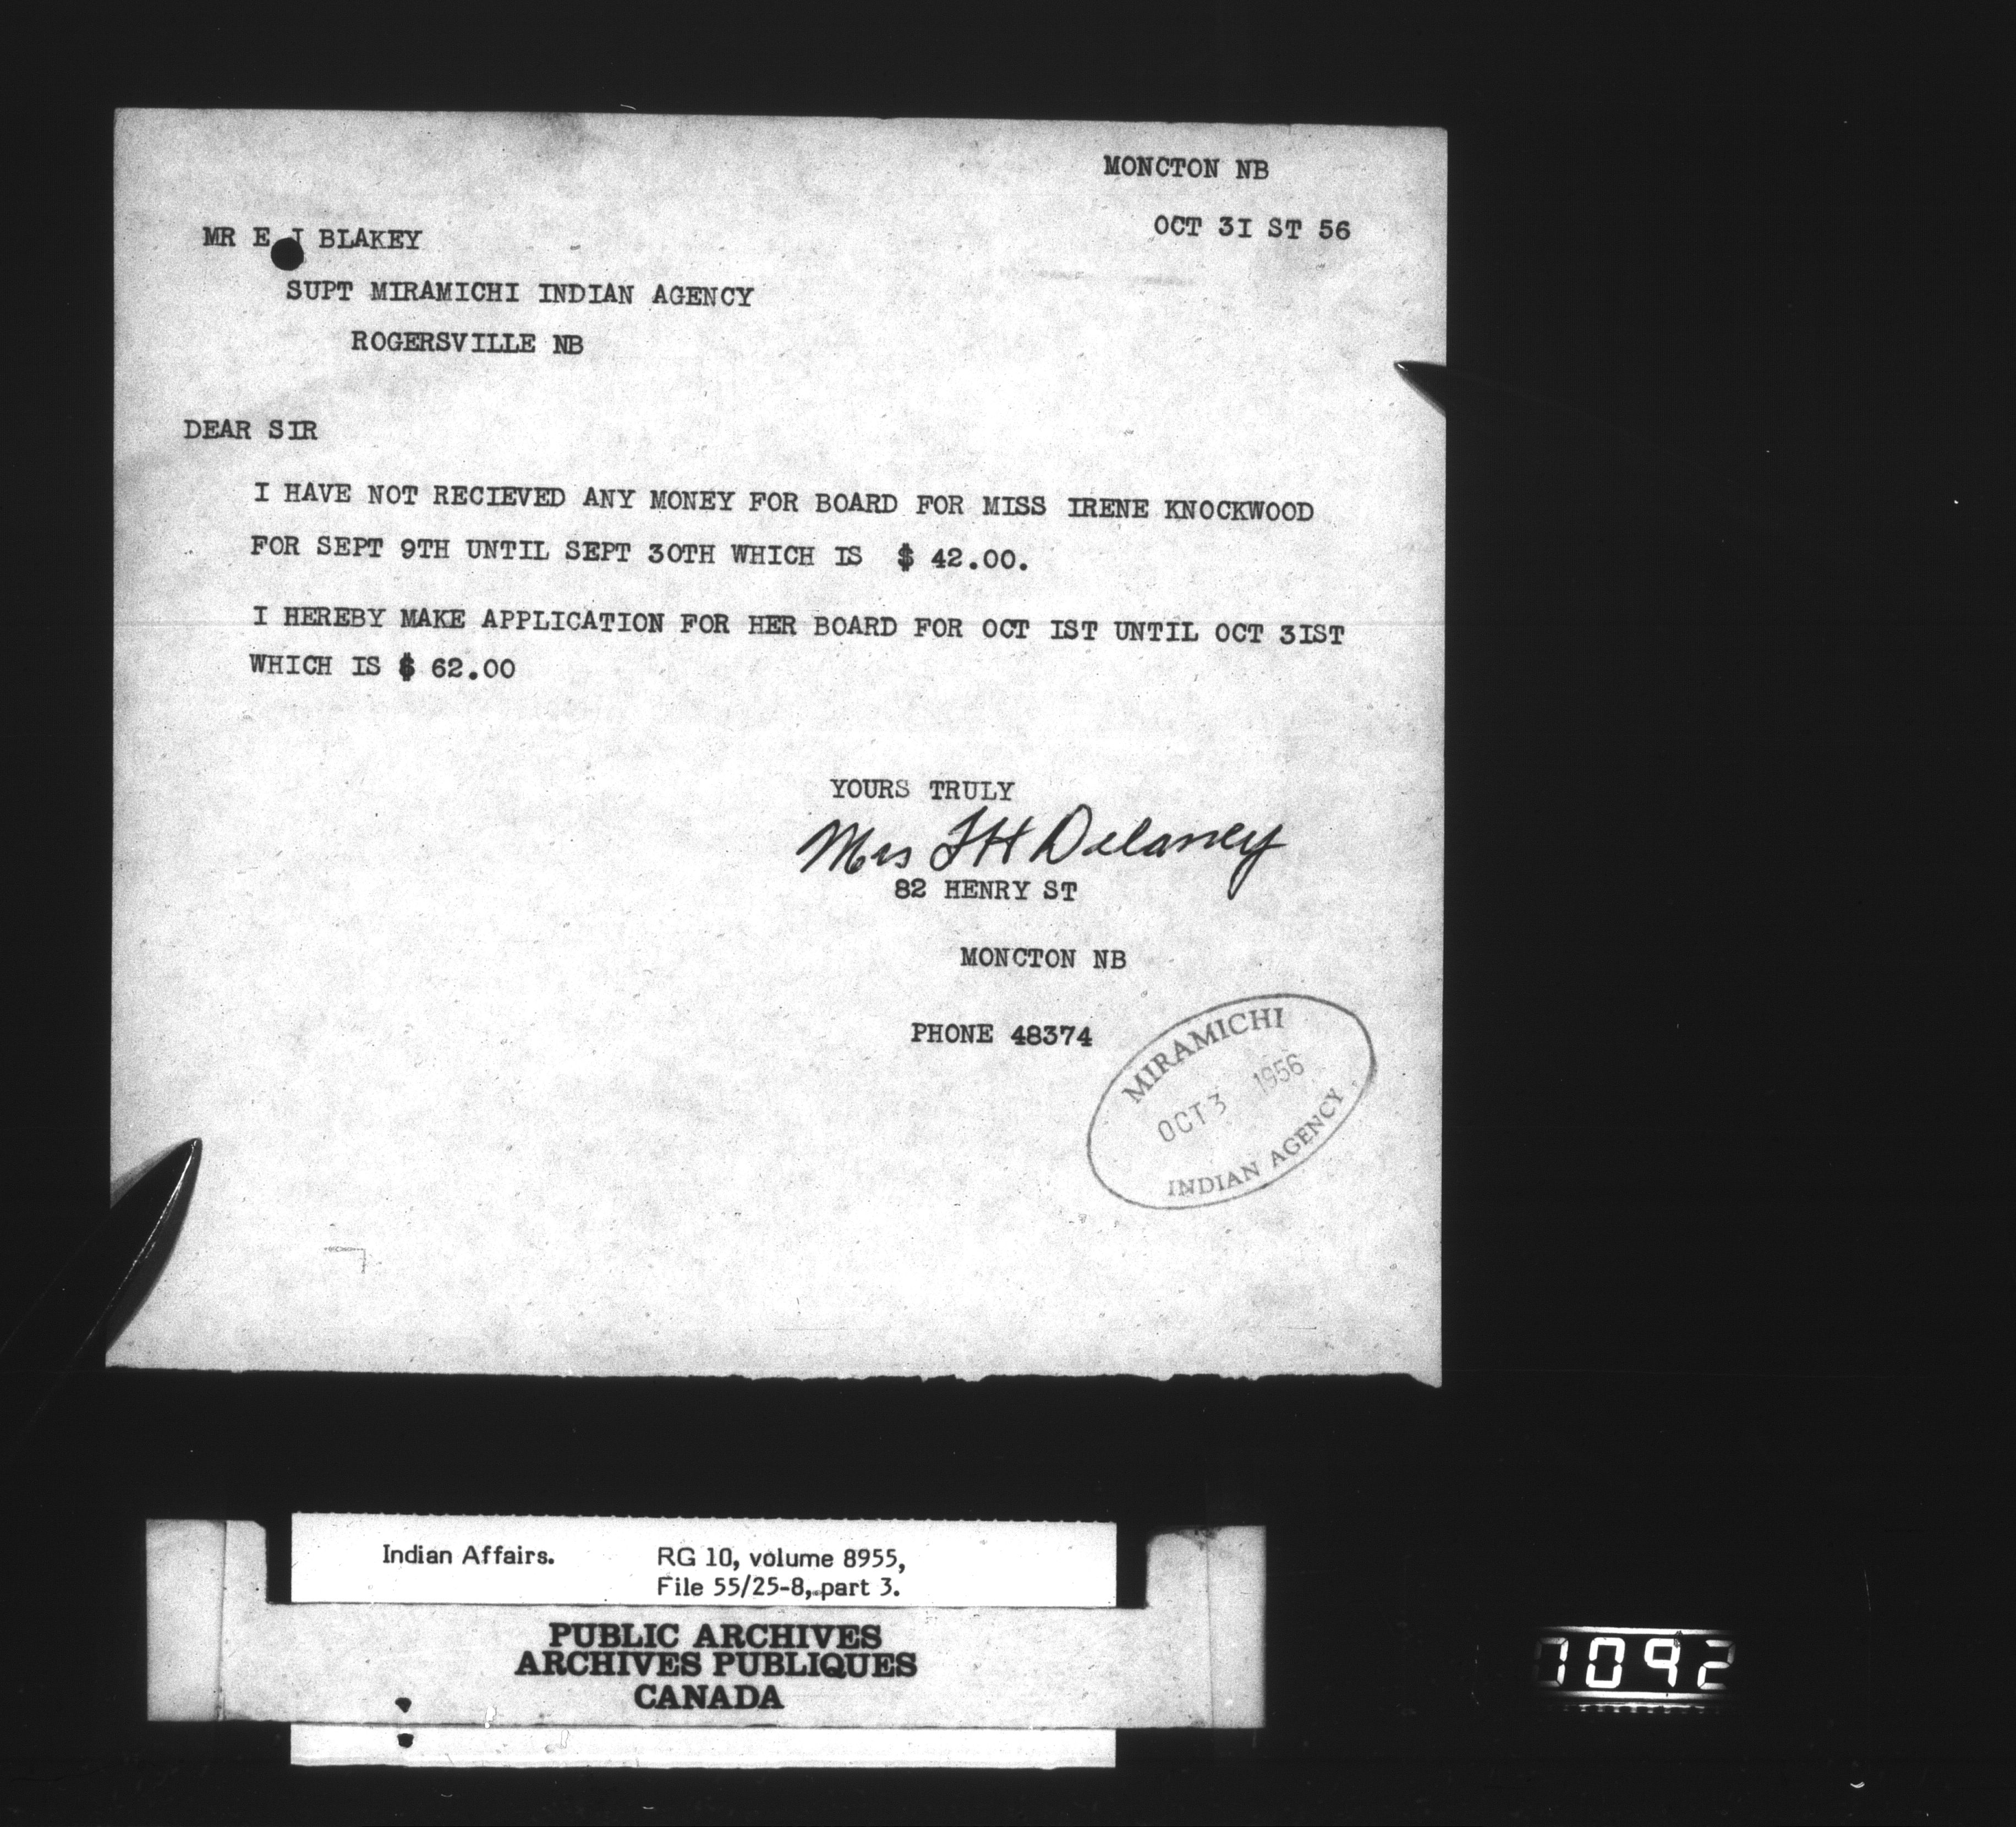 MONCTON NB
OCT 3I ST 56
MR E J BLAKEY
SUPT MIRAMICHI INDIAN AGENCY
ROGERSVILLE NB
DEAR SIR
I HAVE NOT RECIEVED ANY MONEY FOR BOARD FOR MISS IRENE KNOCKWOOD
FOR SEPT 9TH UNTIL SEPT 30TH WHICH IS $ 42.00.
I HEREBY MAKE APPLICATION FOR HER BOARD FOR OCT IST UNTIL OCT 3IST
WHICH IS $ 62.00
YOURS TRULY
Mrs FH Delaney
82 HENRY ST
MONCTON NB
PHONE 48374
MIRAMICHI
OCT 3 1956
INDIAN AGENCY
Indian Affairs. RG 10, volume 8955,
File 55/25-8, part 3.
PUBLIC ARCHIVES
ARCHIVES PUBLIQUES
CANADA
7092